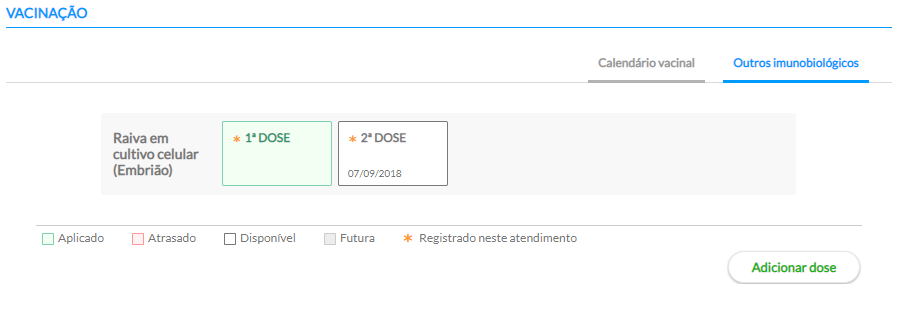 VACINAÇÃO
Calendário vacinal
Outros imunobiológicos
Raiva em
cultivo celular
(Embrião)
* 1ª DOSE
* 2ª DOSE
07/09/2018
Aplicado
Atrasado
Disponível
Futura
* Registrado neste atendimento
Adicionar dose